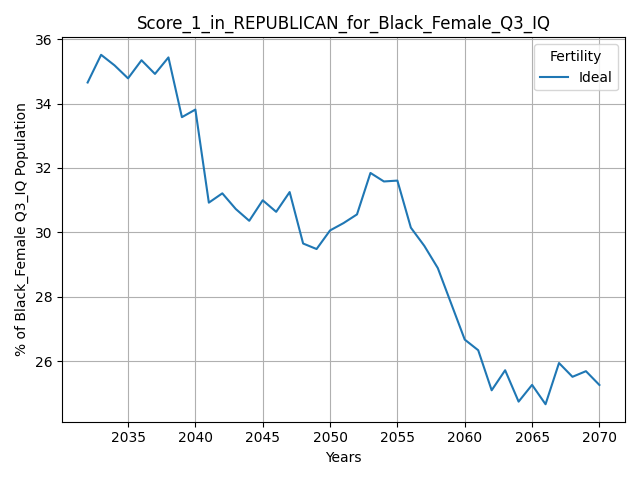 Score_1_in_REPUBLICAN_for_Black_Female_Q3_IQ
Fertility
Ideal
% of Black_Female Q3_IQ Population
36
34
32
30
28
26
2035 2040 2045 2050 2055 2060 2065 2070
Years